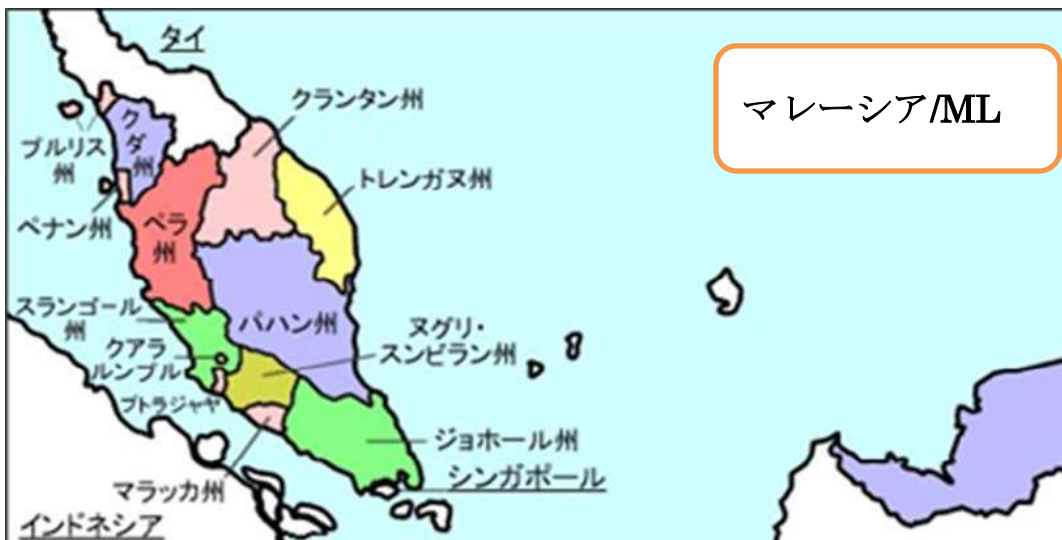 タイ
マレーシア/ML
クランタン州
クダ州
プルリス
州
トレンガヌ州
ペナン州
ペラ
州
スランゴール
州
パハン州
ヌグリ・
スンビラン州
クアラ
ルンプル
プトラジャヤ
ジョホール州
シンガポール
マラッカ州
インドネシア